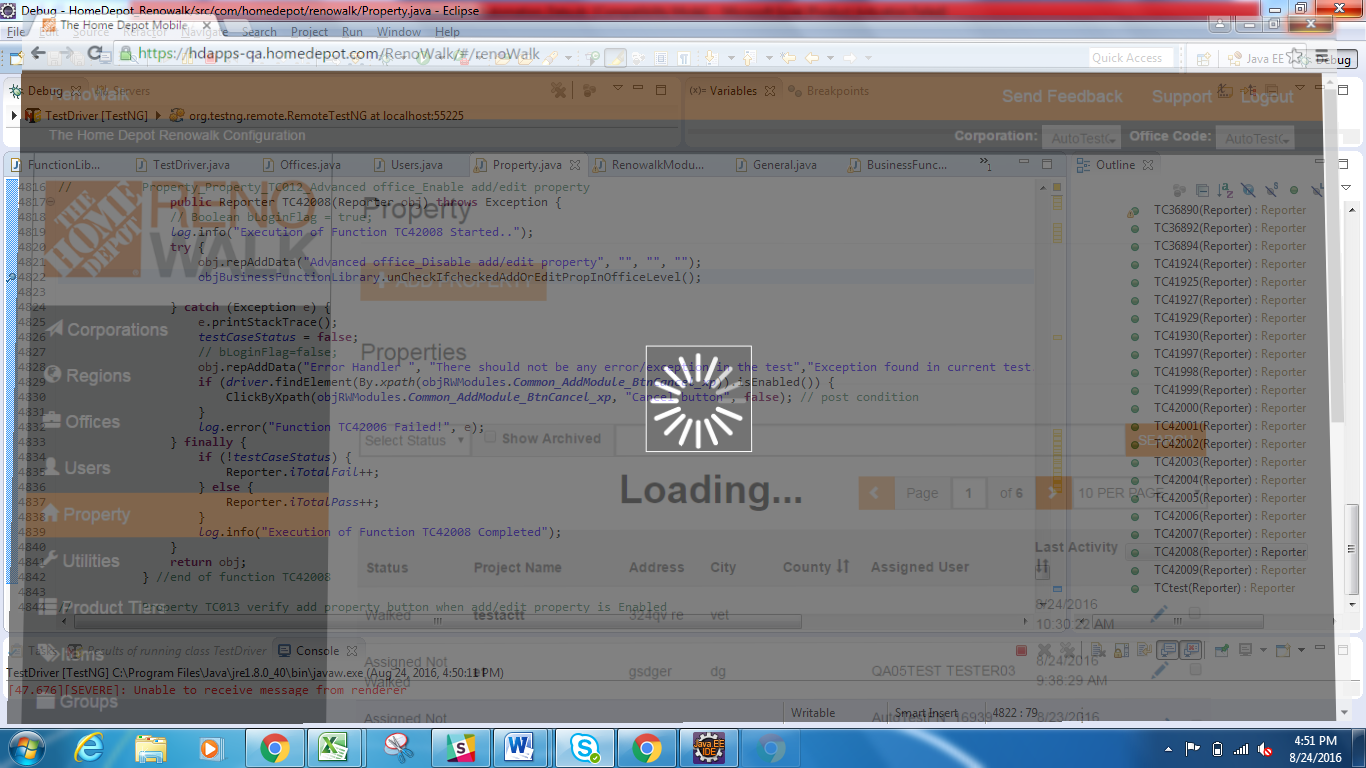 Debug - HomeDepot_Renowalk/src/com/homedepot/renowalk/Property.java - Eclipse
The Home Depot Mobile
File Edit Source Refactor Navigate Search Project Run Window Help
https://hdapps-qa.homedepot.com/RenoWalk/#/renoWalk
Quick Access
Java EE
Debug
Debug
Servers
(x)= Variables
Breakpoints
RenoWalk
Send Feedback Support Logout
TestDriver [TestNG]
org.testng.remote.RemoteTestNG at localhost:55225
The Home Depot Renowalk Configuration
Corporation: AutoTest Office Code: AutoTest
FunctionLib...
TestDriver.java
Offices.java
Users.java
Property.java
RenowalkModu...
General.java
BusinessFunc...
»1
Outline
THE HOME DEPOT
RENO WALK
4816 // Property Property TC012 Advanced office_Enable add/edit property
4817 public Reporter TC42008(Reporter obj) throws Exception {
4818 // Boolean bLoginFlag = true;
4819 log.info("Execution of Function TC42008 Started..");
4820 try {
4821 obj.repAddData("Advanced office_Disable add/edit property", "", "", "");
4822 objBusinessFunctionLibrary.unCheckIfcheckedAddOrEditPropInOfficeLevel();
4823
4824 } catch (Exception e) {
4825 e.printStackTrace();
4826 testCaseStatus = false;
4827 // bLoginFlag=false;
4828 obj.repAddData("Error Handler ", "There should not be any error/exception in the test","Exception found in current test.
4829 if (driver.findElement(By.xpath(objRWModules.Common_AddModule_BtnCancel_xp)).isEnabled()) {
4830 ClickByXpath(objRWModules.Common_AddModule_BtnCancel_xp, "Cancel button", false); // post condition
4831 }
4832 log.error("Function TC42006 Failed!", e);
4833 } finally {
4834 if (!testCaseStatus) {
4835 Reporter.iTotalFail++;
4836 } else {
4837 Reporter.iTotalPass++;
4838 }
4839 log.info("Execution of Function TC42008 Completed");
4840 }
4841 return obj;
4842 } //end of function TC42008
4843
4844 // Property TC013 verify add property button when add/edit property is Enabled
Property
ADD PROPERTY
Properties
Corporations
Regions
Offices
Users
Property
Utilities
Product Tiers
Items
Groups
Select Status
Show Archived
Loading...
Page 1 of 6
10 PER PAGE
Status Project Name Address City County Assigned User Last Activity
Walked testactt 324qv re vet 8/24/2016 10:30:22 AM
Assigned Not Walked gsdger dg QA05TEST TESTER03 8/24/2016 9:38:29 AM
Assigned Not 8/23/2016
TC36890(Reporter) : Reporter
TC36892(Reporter) : Reporter
TC36894(Reporter) : Reporter
TC41924(Reporter) : Reporter
TC41925(Reporter) : Reporter
TC41927(Reporter) : Reporter
TC41929(Reporter) : Reporter
TC41930(Reporter) : Reporter
TC41997(Reporter) : Reporter
TC41998(Reporter) : Reporter
TC41999(Reporter) : Reporter
TC42000(Reporter) : Reporter
TC42001(Reporter) : Reporter
TC42002(Reporter) : Reporter
TC42003(Reporter) : Reporter
TC42004(Reporter) : Reporter
TC42005(Reporter) : Reporter
TC42006(Reporter) : Reporter
TC42007(Reporter) : Reporter
TC42008(Reporter) : Reporter
TC42009(Reporter) : Reporter
TCtest(Reporter) : Reporter
Results of running class TestDriver
Console
TestDriver [TestNG] C:\Program Files\Java\jre1.8.0_40\bin\javaw.exe (Aug 24, 2016, 4:50:11 PM)
[47.676][SEVERE]: Unable to receive message from renderer
Writable
Smart Insert
4822 : 79
4:51 PM
8/24/2016